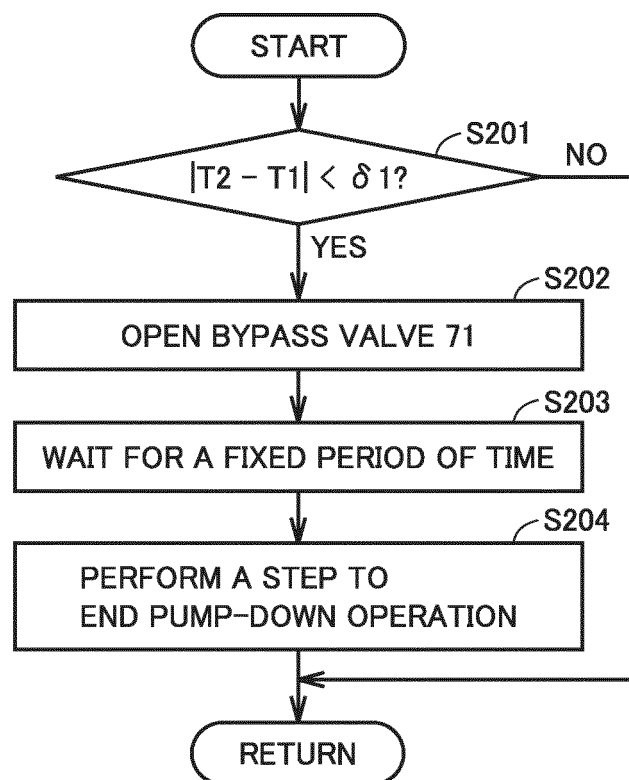 START
S201
|T2 − T1| < δ1?
NO
YES
S202
OPEN BYPASS VALVE 71
S203
WAIT FOR A FIXED PERIOD OF TIME
S204
PERFORM A STEP TO
END PUMP-DOWN OPERATION
RETURN